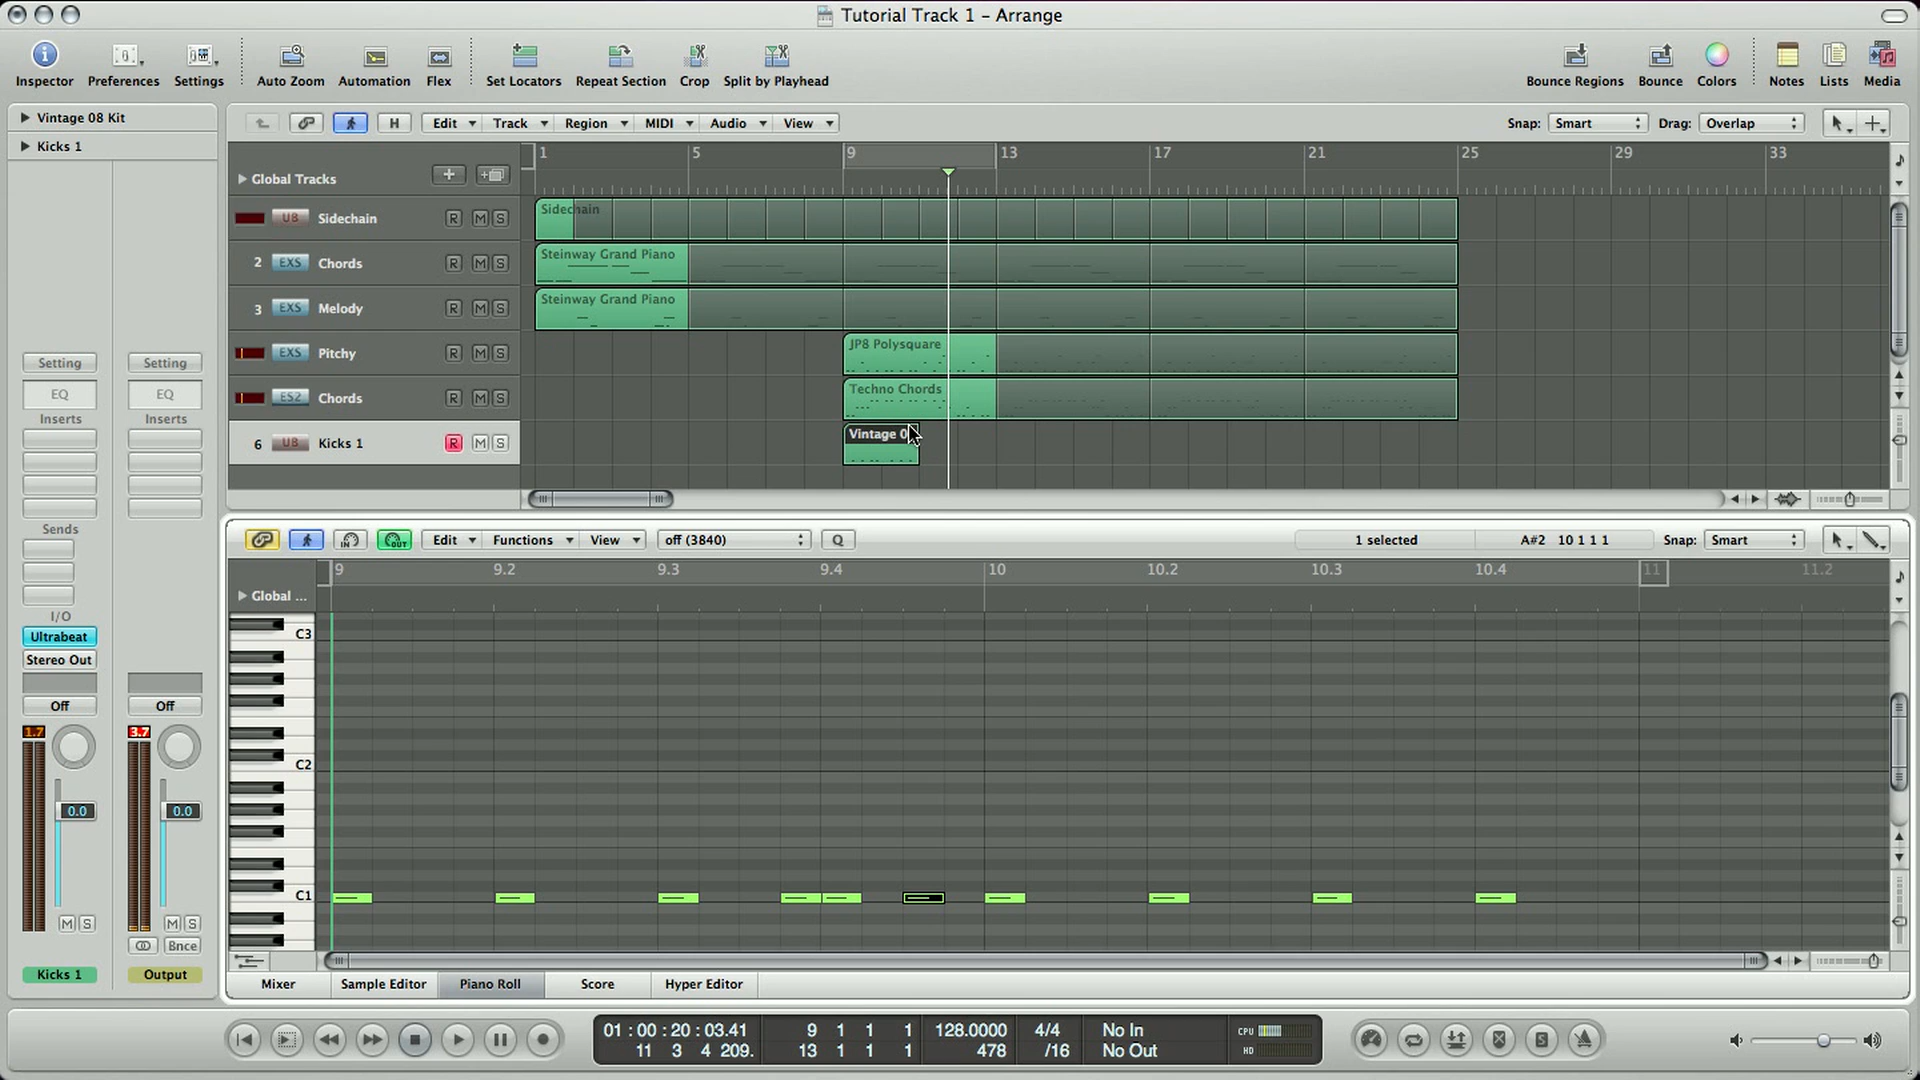 Tutorial Track 1 – Arrange
Inspector Preferences Settings Auto Zoom Automation Flex Set Locators Repeat Section Crop Split by Playhead Bounce Regions Bounce Colors Notes Lists Media
Vintage 08 Kit
Kicks 1
H Edit Track Region MIDI Audio View Snap: Smart Drag: Overlap
1 5 9 13 17 21 25 29 33
Global Tracks
UB Sidechain R M S Sidechain
2 EXS Chords R M S Steinway Grand Piano
3 EXS Melody R M S Steinway Grand Piano
EXS Pitchy R M S JP8 Polysquare
ES2 Chords R M S Techno Chords
6 UB Kicks 1 R M S Vintage 0
Setting Setting
EQ EQ
Inserts Inserts
Sends
I/O
Ultrabeat
Stereo Out
Off Off
1.7 3.7
0.0 0.0
M S M S
Bnce
Kicks 1 Output
IN OUT Edit Functions View off (3840) Q 1 selected A#2 10 1 1 1 Snap: Smart
9 9.2 9.3 9.4 10 10.2 10.3 10.4 11 11.2
Global ...
C3
C2
C1
Mixer Sample Editor Piano Roll Score Hyper Editor
01 : 00 : 20 : 03.41 9 1 1 1 128.0000 4/4 No In CPU
11 3 4 209. 13 1 1 1 478 /16 No Out HD
S